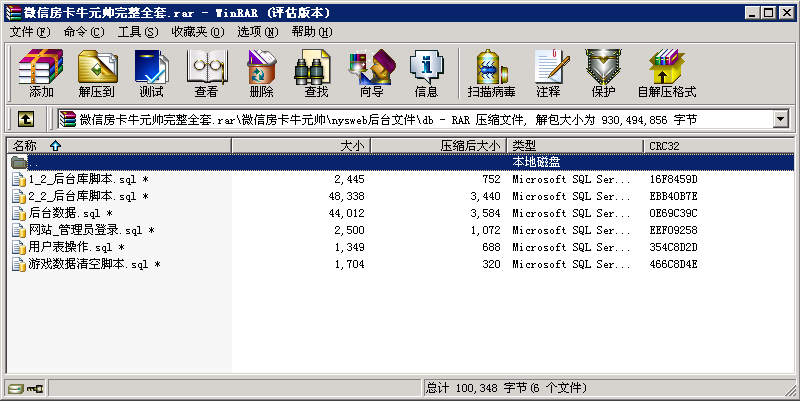 微信房卡牛元帅完整全套.rar - WinRAR (评估版本)
文件(F) 命令(C) 工具(S) 收藏夹(O) 选项(N) 帮助(H)
添加 解压到 测试 查看 删除 查找 向导 信息 扫描病毒 注释 保护 自解压格式
微信房卡牛元帅完整全套.rar\微信房卡牛元帅\nysweb后台文件\db - RAR 压缩文件, 解包大小为 930,494,856 字节
名称 大小 压缩后大小 类型 CRC32
.. 本地磁盘
1_2_后台库脚本.sql * 2,445 752 Microsoft SQL Ser... 16F8459D
2_2_后台库脚本.sql * 48,338 3,440 Microsoft SQL Ser... EBB40B7E
后台数据.sql * 44,012 3,584 Microsoft SQL Ser... 0E69C39C
网站_管理员登录.sql * 2,500 1,072 Microsoft SQL Ser... EEF09258
用户表操作.sql * 1,349 688 Microsoft SQL Ser... 354C8D2D
游戏数据清空脚本.sql * 1,704 320 Microsoft SQL Ser... 466C8D4E
总计 100,348 字节(6 个文件)